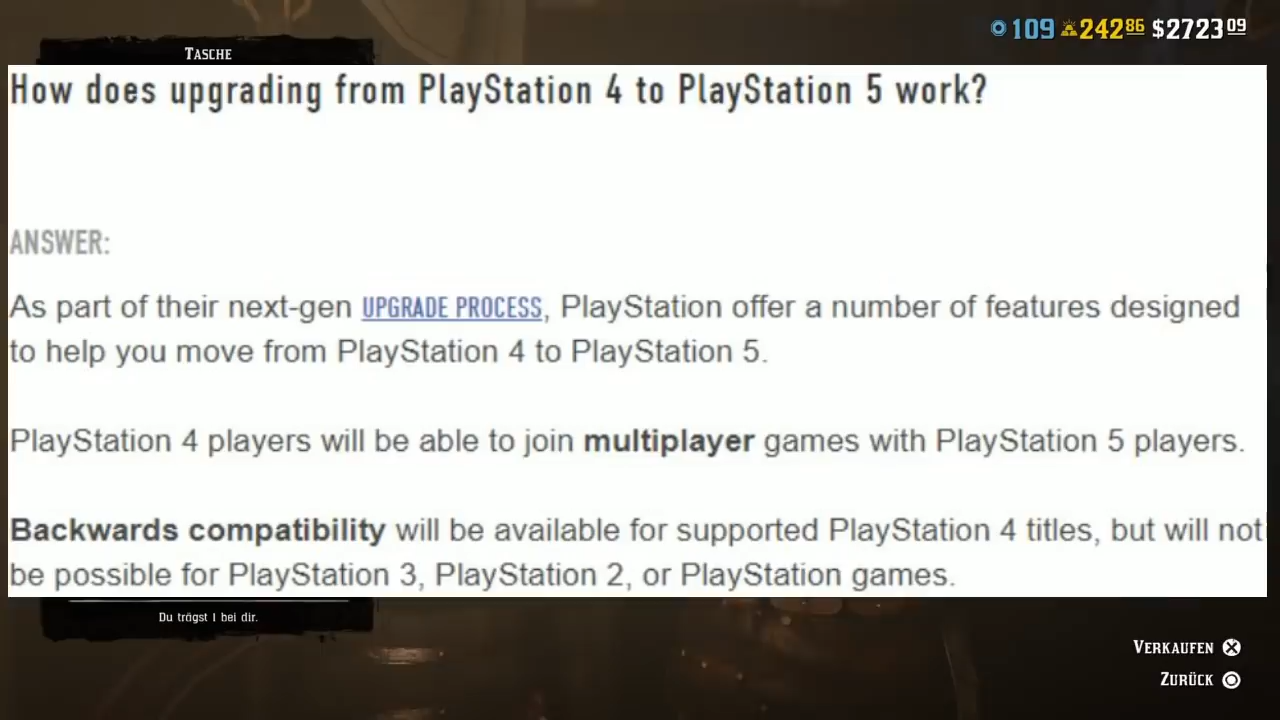 109 242 86 $2723 09
TASCHE
How does upgrading from PlayStation 4 to PlayStation 5 work?
ANSWER:
As part of their next-gen UPGRADE PROCESS, PlayStation offer a number of features designed
to help you move from PlayStation 4 to PlayStation 5.
PlayStation 4 players will be able to join multiplayer games with PlayStation 5 players.
Backwards compatibility will be available for supported PlayStation 4 titles, but will not
be possible for PlayStation 3, PlayStation 2, or PlayStation games.
Du trägst 1 bei dir.
VERKAUFEN
ZURÜCK